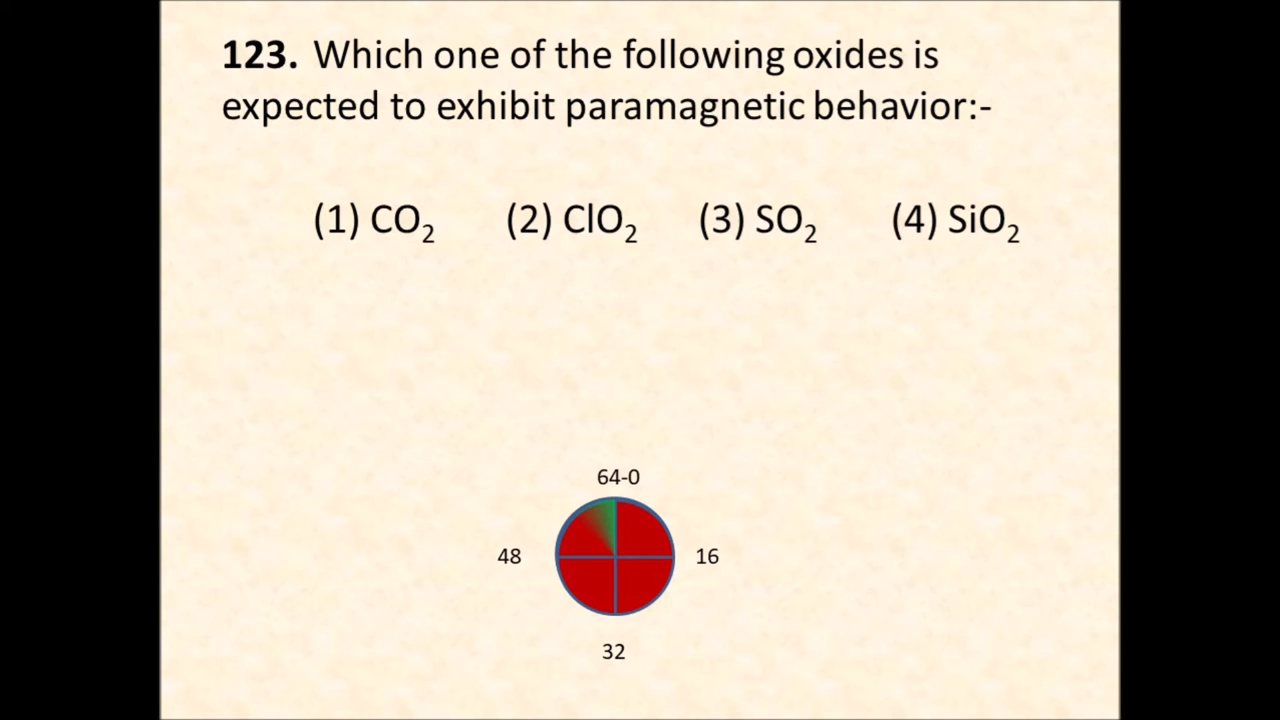 123. Which one of the following oxides is
expected to exhibit paramagnetic behavior:-
(1) CO₂ (2) ClO₂ (3) SO₂ (4) SiO₂
64-0
48 16
32